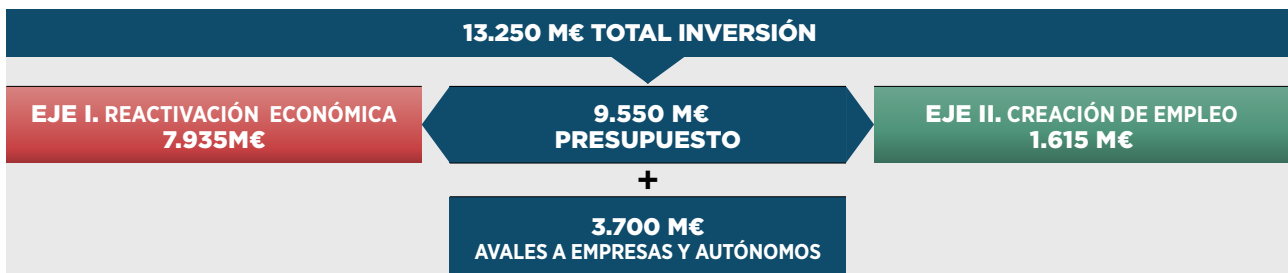 13.250 M€ TOTAL INVERSIÓN
EJE I. REACTIVACIÓN ECONÓMICA
7.935M€
9.550 M€
PRESUPUESTO
EJE II. CREACIÓN DE EMPLEO
1.615 M€
+
3.700 M€
AVALES A EMPRESAS Y AUTÓNOMOS